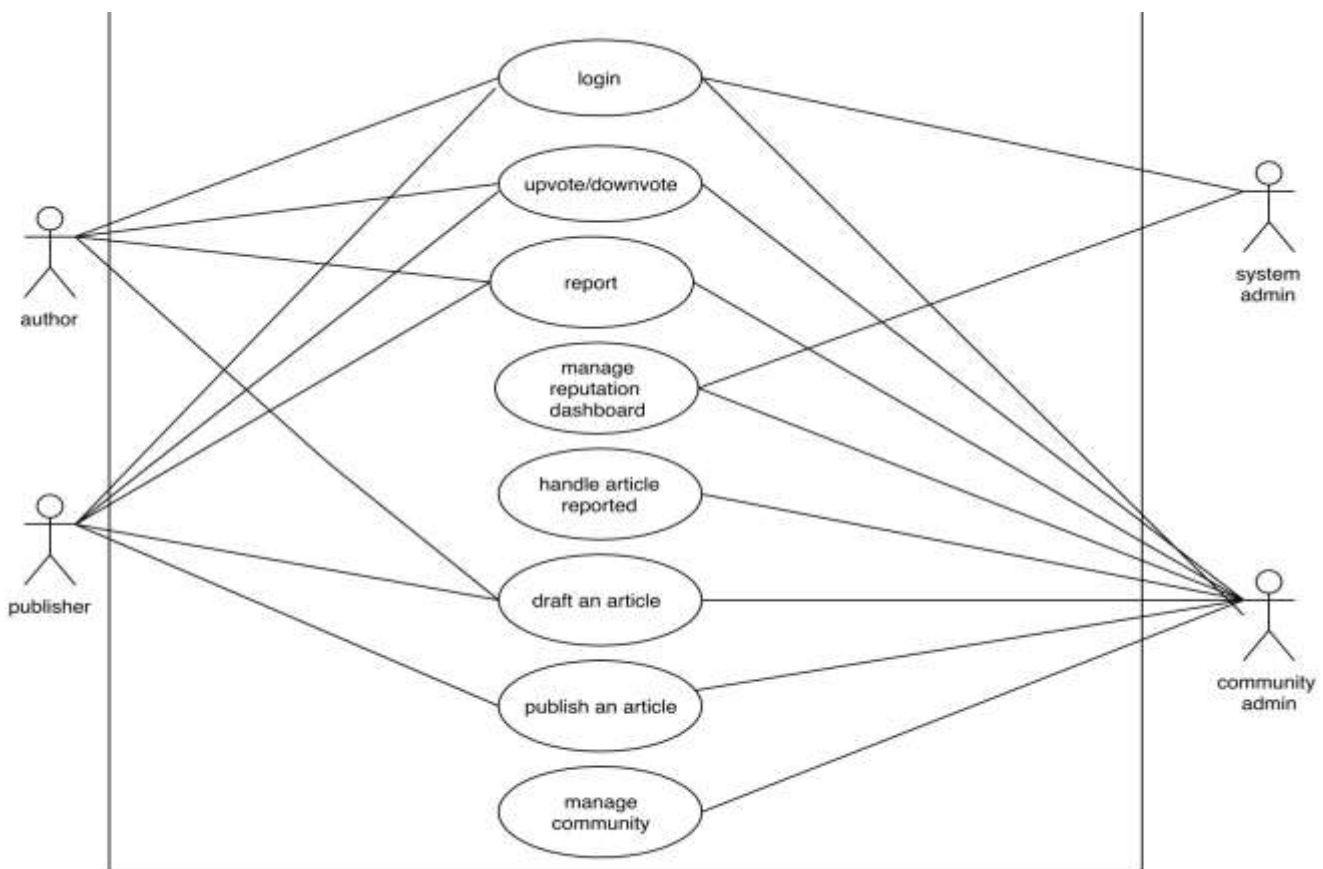 login
upvote/downvote
author
report
system
admin
manage
reputation
dashboard
handle article
reported
publisher
draft an article
publish an article
community
admin
manage
community